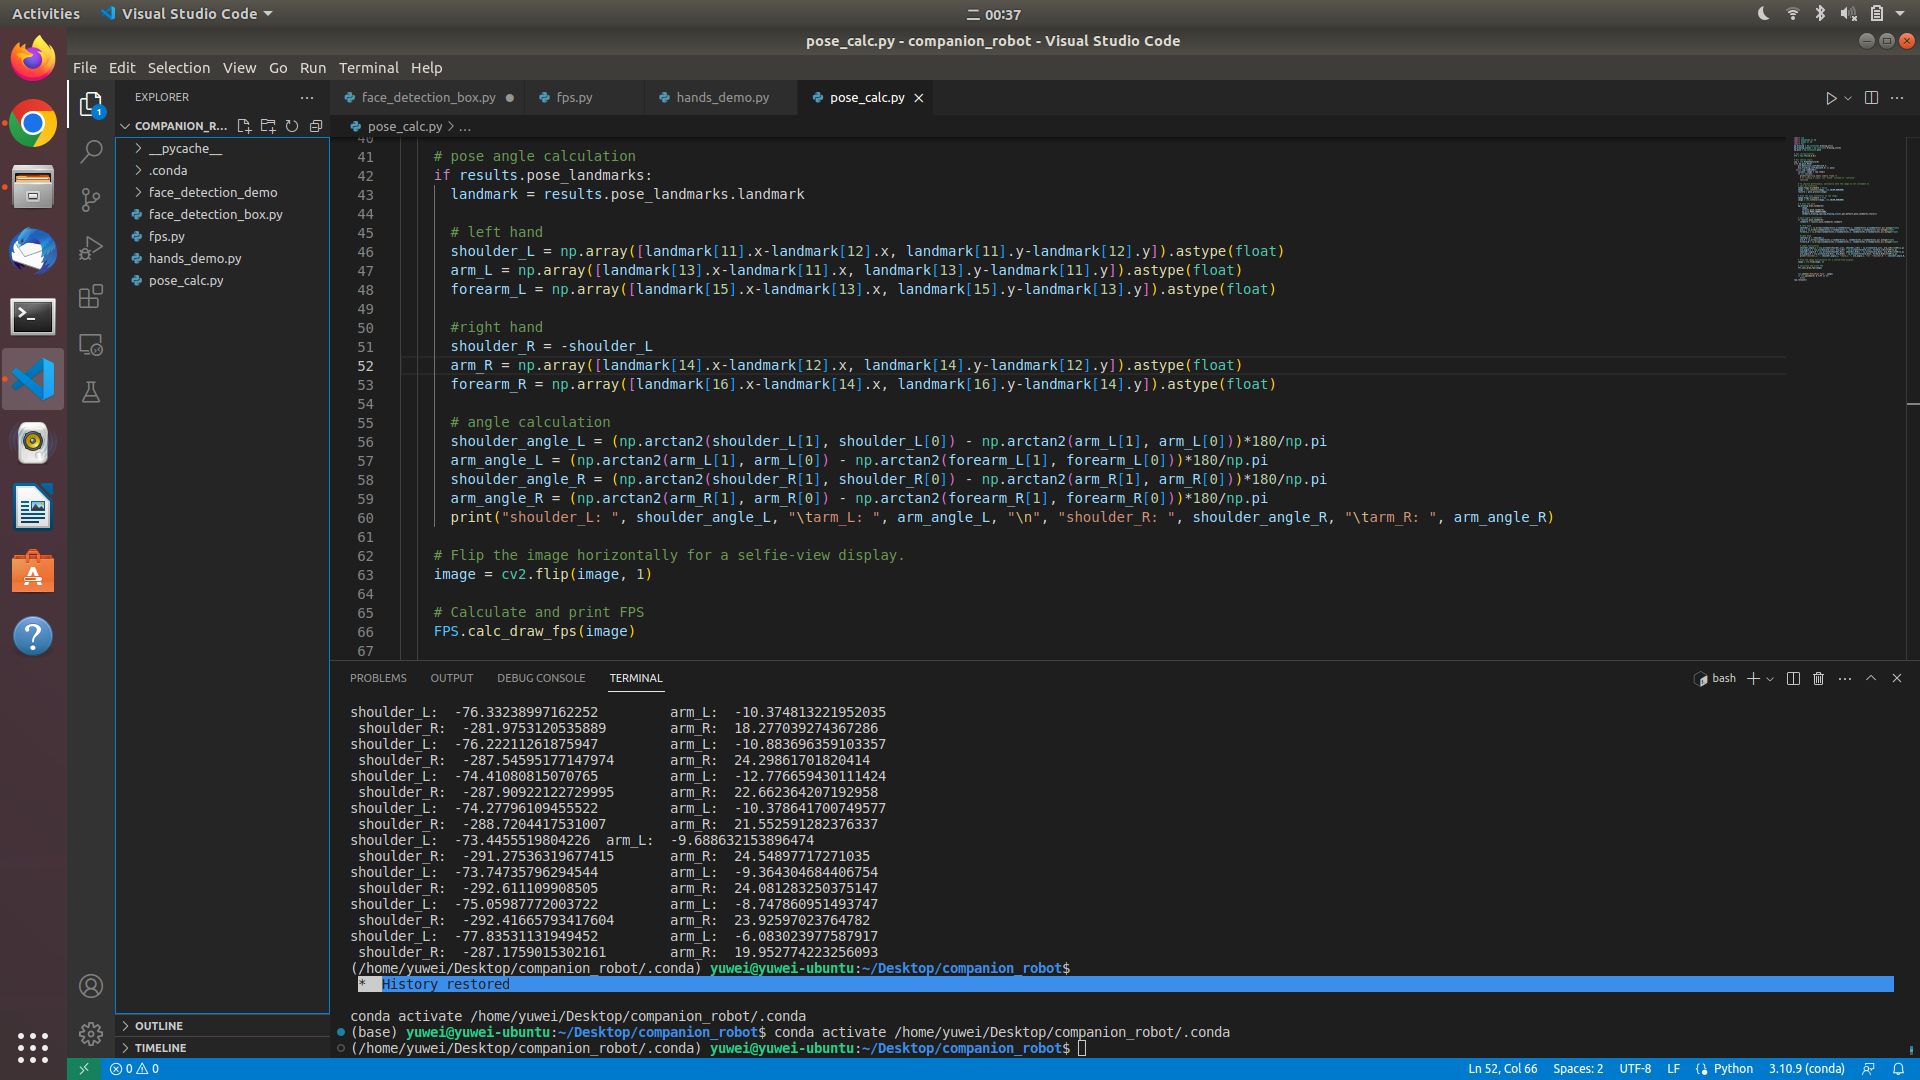 Activities
Visual Studio Code
二 00:37
pose_calc.py - companion_robot - Visual Studio Code
File Edit Selection View Go Run Terminal Help
EXPLORER
COMPANION_R...
__pycache__
.conda
face_detection_demo
face_detection_box.py
fps.py
hands_demo.py
pose_calc.py
OUTLINE
TIMELINE
face_detection_box.py
fps.py
hands_demo.py
pose_calc.py
pose_calc.py > ...
40
41 # pose angle calculation
42 if results.pose_landmarks:
43 landmark = results.pose_landmarks.landmark
44
45 # left hand
46 shoulder_L = np.array([landmark[11].x-landmark[12].x, landmark[11].y-landmark[12].y]).astype(float)
47 arm_L = np.array([landmark[13].x-landmark[11].x, landmark[13].y-landmark[11].y]).astype(float)
48 forearm_L = np.array([landmark[15].x-landmark[13].x, landmark[15].y-landmark[13].y]).astype(float)
49
50 #right hand
51 shoulder_R = -shoulder_L
52 arm_R = np.array([landmark[14].x-landmark[12].x, landmark[14].y-landmark[12].y]).astype(float)
53 forearm_R = np.array([landmark[16].x-landmark[14].x, landmark[16].y-landmark[14].y]).astype(float)
54
55 # angle calculation
56 shoulder_angle_L = (np.arctan2(shoulder_L[1], shoulder_L[0]) - np.arctan2(arm_L[1], arm_L[0]))*180/np.pi
57 arm_angle_L = (np.arctan2(arm_L[1], arm_L[0]) - np.arctan2(forearm_L[1], forearm_L[0]))*180/np.pi
58 shoulder_angle_R = (np.arctan2(shoulder_R[1], shoulder_R[0]) - np.arctan2(arm_R[1], arm_R[0]))*180/np.pi
59 arm_angle_R = (np.arctan2(arm_R[1], arm_R[0]) - np.arctan2(forearm_R[1], forearm_R[0]))*180/np.pi
60 print("shoulder_L: ", shoulder_angle_L, "\tarm_L: ", arm_angle_L, "\n", "shoulder_R: ", shoulder_angle_R, "\tarm_R: ", arm_angle_R)
61
62 # Flip the image horizontally for a selfie-view display.
63 image = cv2.flip(image, 1)
64
65 # Calculate and print FPS
66 FPS.calc_draw_fps(image)
67
PROBLEMS OUTPUT DEBUG CONSOLE TERMINAL
bash
shoulder_L: -76.33238997162252 arm_L: -10.374813221952035
shoulder_R: -281.9753120535889 arm_R: 18.277039274367286
shoulder_L: -76.22211261875947 arm_L: -10.883696359103357
shoulder_R: -287.54595177147974 arm_R: 24.29861701820414
shoulder_L: -74.41080815070765 arm_L: -12.776659430111424
shoulder_R: -287.90922122729995 arm_R: 22.662364207192958
shoulder_L: -74.27796109455522 arm_L: -10.378641700749577
shoulder_R: -288.7204417531007 arm_R: 21.552591282376337
shoulder_L: -73.4455519804226 arm_L: -9.688632153896474
shoulder_R: -291.27536319677415 arm_R: 24.54897717271035
shoulder_L: -73.74735796294544 arm_L: -9.364304684406754
shoulder_R: -292.611109908505 arm_R: 24.081283250375147
shoulder_L: -75.05987772003722 arm_L: -8.747860951493747
shoulder_R: -292.41665793417604 arm_R: 23.92597023764782
shoulder_L: -77.83531131949452 arm_L: -6.083023977587917
shoulder_R: -287.1759015302161 arm_R: 19.952774223256093
(/home/yuwei/Desktop/companion_robot/.conda) yuwei@yuwei-ubuntu:~/Desktop/companion_robot$
* History restored
conda activate /home/yuwei/Desktop/companion_robot/.conda
(base) yuwei@yuwei-ubuntu:~/Desktop/companion_robot$ conda activate /home/yuwei/Desktop/companion_robot/.conda
(/home/yuwei/Desktop/companion_robot/.conda) yuwei@yuwei-ubuntu:~/Desktop/companion_robot$
0 0
Ln 52, Col 66 Spaces: 2 UTF-8 LF Python 3.10.9 (conda)